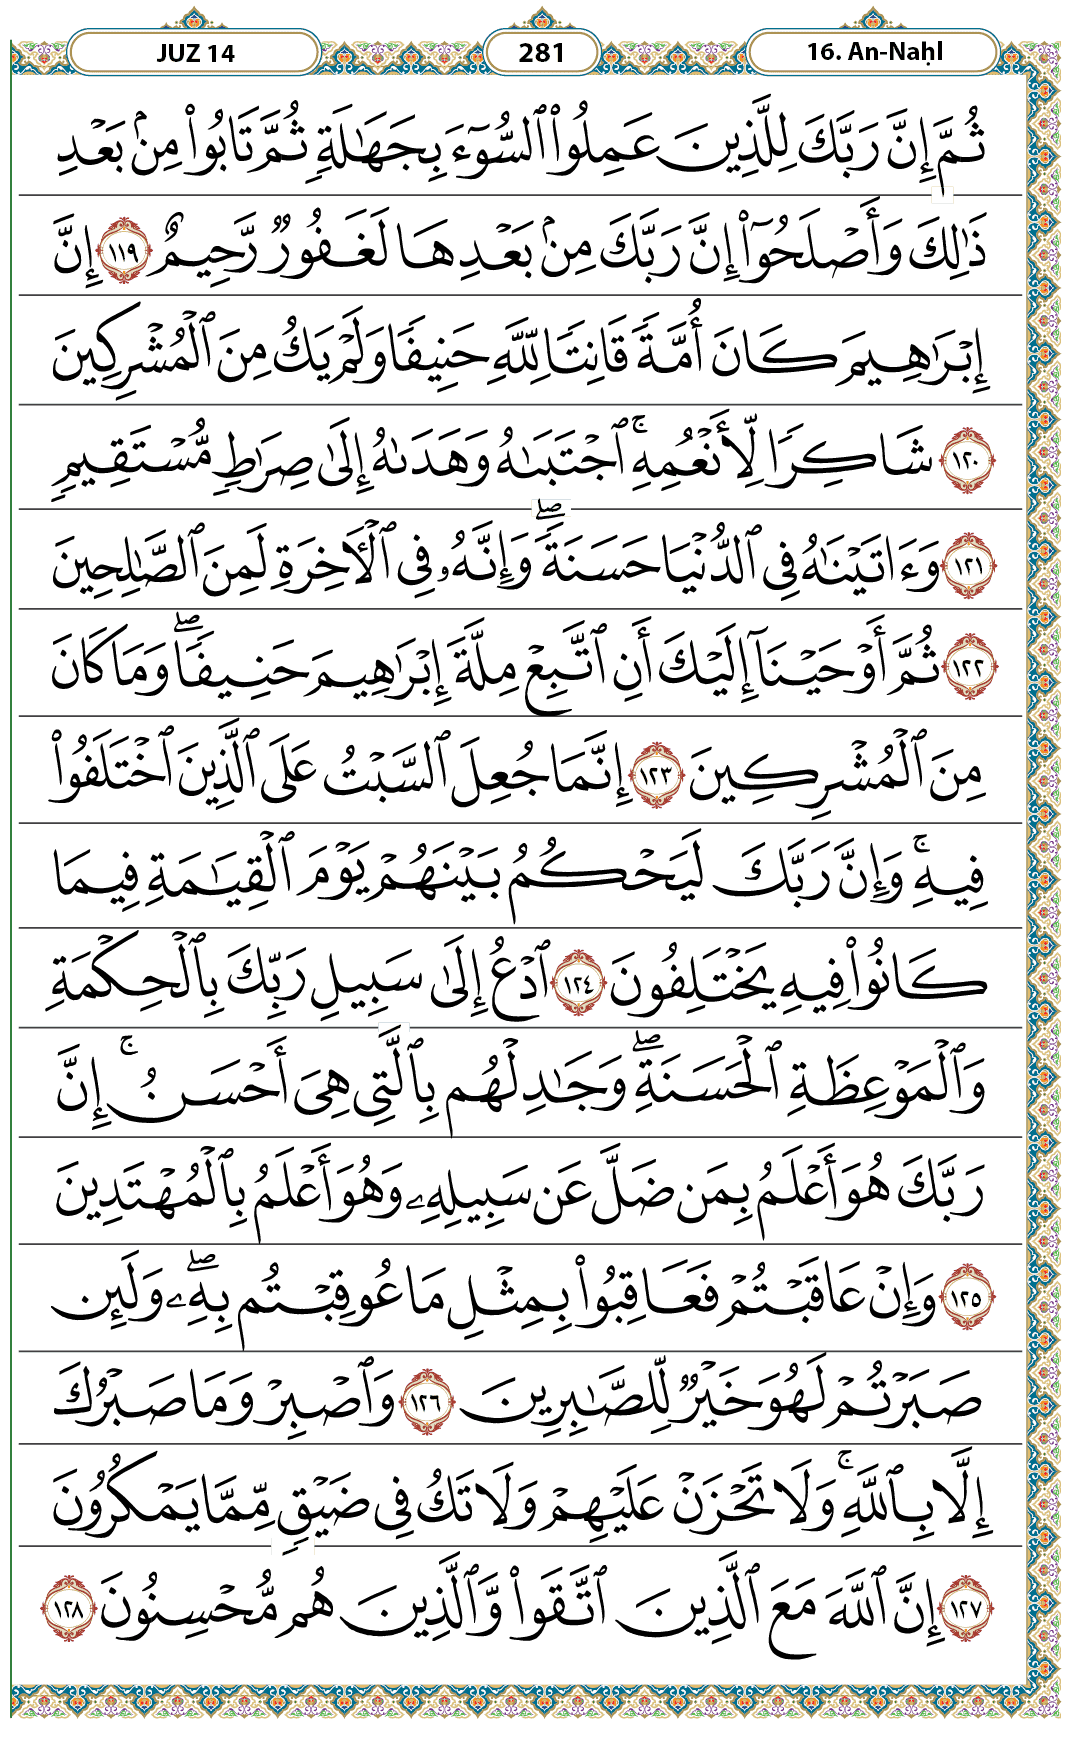 JUZ 14 281 16. An-Naḥl
ثُمَّ إِنَّ رَبَّكَ لِلَّذِينَ عَمِلُوا۟ ٱلسُّوٓءَ بِجَهَٰلَةٍ ثُمَّ تَابُوا۟ مِنۢ بَعْدِ
ذَٰلِكَ وَأَصْلَحُوٓا۟ إِنَّ رَبَّكَ مِنۢ بَعْدِهَا لَغَفُورٌ رَّحِيمٌ ١١٩ إِنَّ
إِبْرَٰهِيمَ كَانَ أُمَّةً قَانِتًا لِّلَّهِ حَنِيفًا وَلَمْ يَكُ مِنَ ٱلْمُشْرِكِينَ
١٢٠ شَاكِرًا لِّأَنْعُمِهِ ۚ ٱجْتَبَىٰهُ وَهَدَىٰهُ إِلَىٰ صِرَٰطٍ مُّسْتَقِيمٍ
١٢١ وَءَاتَيْنَٰهُ فِى ٱلدُّنْيَا حَسَنَةً ۖ وَإِنَّهُۥ فِى ٱلْءَاخِرَةِ لَمِنَ ٱلصَّٰلِحِينَ
١٢٢ ثُمَّ أَوْحَيْنَآ إِلَيْكَ أَنِ ٱتَّبِعْ مِلَّةَ إِبْرَٰهِيمَ حَنِيفًا ۖ وَمَا كَانَ
مِنَ ٱلْمُشْرِكِينَ ١٢٣ إِنَّمَا جُعِلَ ٱلسَّبْتُ عَلَى ٱلَّذِينَ ٱخْتَلَفُوا۟
فِيهِ ۚ وَإِنَّ رَبَّكَ لَيَحْكُمُ بَيْنَهُمْ يَوْمَ ٱلْقِيَٰمَةِ فِيمَا
كَانُوا۟ فِيهِ يَخْتَلِفُونَ ١٢٤ ٱدْعُ إِلَىٰ سَبِيلِ رَبِّكَ بِٱلْحِكْمَةِ
وَٱلْمَوْعِظَةِ ٱلْحَسَنَةِ ۖ وَجَٰدِلْهُم بِٱلَّتِى هِىَ أَحْسَنُ ۚ إِنَّ
رَبَّكَ هُوَ أَعْلَمُ بِمَن ضَلَّ عَن سَبِيلِهِۦ وَهُوَ أَعْلَمُ بِٱلْمُهْتَدِينَ
١٢٥ وَإِنْ عَاقَبْتُمْ فَعَاقِبُوا۟ بِمِثْلِ مَا عُوقِبْتُم بِهِۦ ۖ وَلَئِن
صَبَرْتُمْ لَهُوَ خَيْرٌ لِّلصَّٰبِرِينَ ١٢٦ وَٱصْبِرْ وَمَا صَبْرُكَ
إِلَّا بِٱللَّهِ ۚ وَلَا تَحْزَنْ عَلَيْهِمْ وَلَا تَكُ فِى ضَيْقٍ مِّمَّا يَمْكُرُونَ
١٢٧ إِنَّ ٱللَّهَ مَعَ ٱلَّذِينَ ٱتَّقَوا۟ وَّٱلَّذِينَ هُم مُّحْسِنُونَ ١٢٨